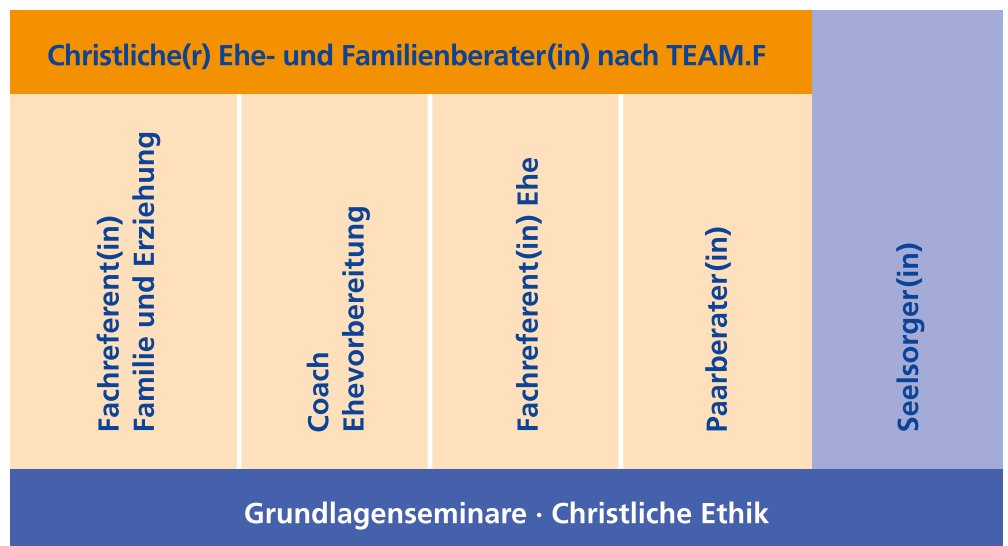 Christliche(r) Ehe- und Familienberater(in) nach TEAM.F
Fachreferent(in)
Familie und Erziehung
Coach
Ehevorbereitung
Fachreferent(in) Ehe
Paarberater(in)
Seelsorger(in)
Grundlagenseminare · Christliche Ethik